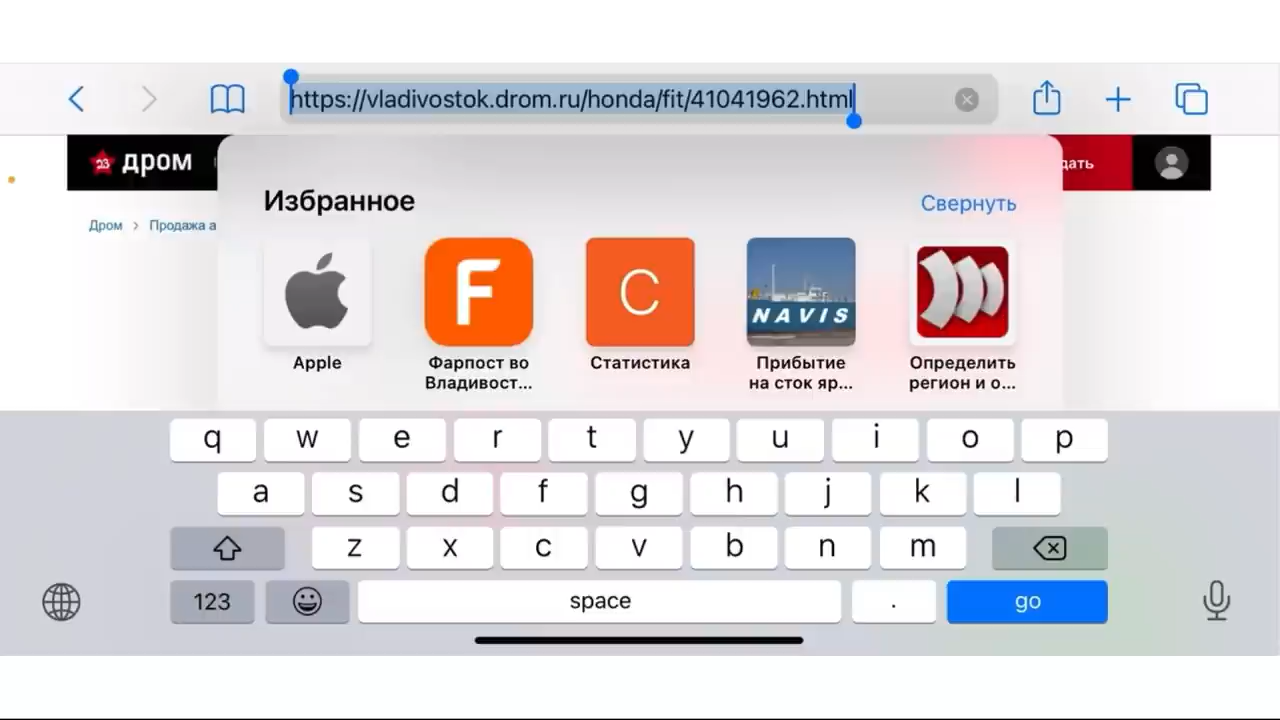 https://vladivostok.drom.ru/honda/fit/41041962.html
23 дром
дать
Дром > Продажа а
Избранное
Свернуть
F
C
NAVIS
Apple
Фарпост во Владивост...
Статистика
Прибытие на сток яр...
Определить регион и о...
q w e r t y u i o p
a s d f g h j k l
z x c v b n m
123
space
.
go